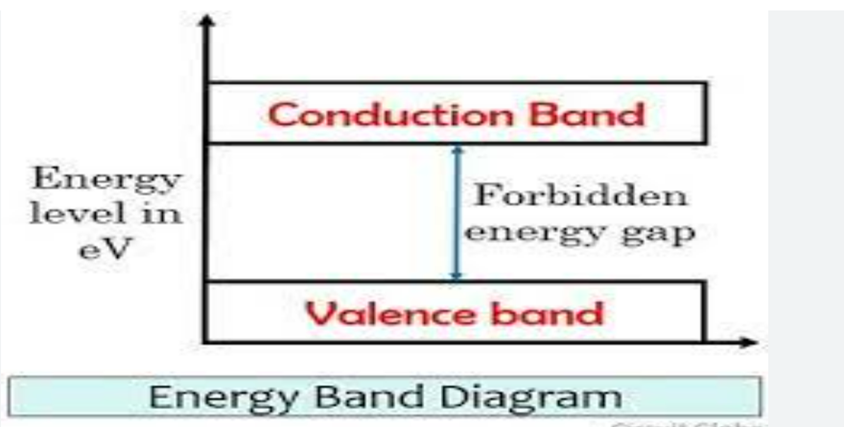 Conduction Band
Energy
level in
eV
Forbidden
energy gap
Valence band
Energy Band Diagram